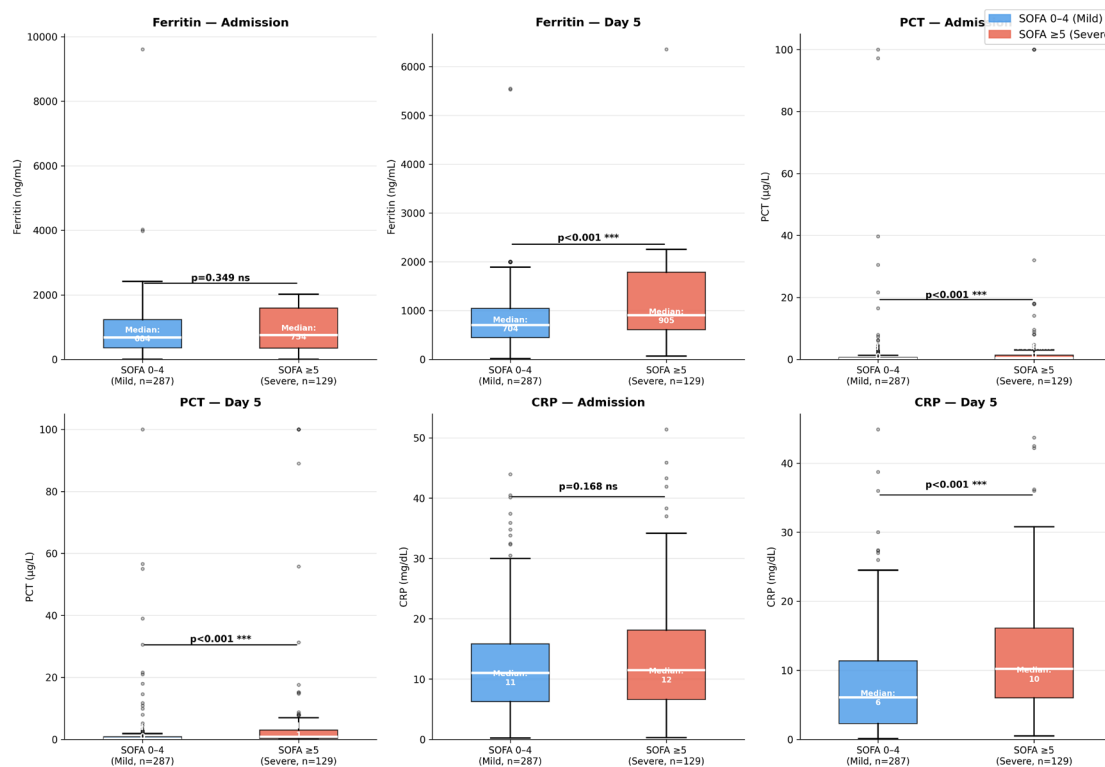 Ferritin — Admission
Ferritin (ng/mL)
10000
8000
6000
4000
2000
0
p=0.349 ns
Median:
684
Median:
754
SOFA 0–4
(Mild, n=287)
SOFA ≥5
(Severe, n=129)
Ferritin — Day 5
Ferritin (ng/mL)
6000
5000
4000
3000
2000
1000
0
p<0.001 ***
Median:
704
Median:
905
SOFA 0–4
(Mild, n=287)
SOFA ≥5
(Severe, n=129)
PCT — Admis
SOFA 0–4 (Mild)
SOFA ≥5 (Severe
PCT (µg/L)
100
80
60
40
20
0
p<0.001 ***
SOFA 0–4
(Mild, n=287)
SOFA ≥5
(Severe, n=129)
PCT — Day 5
PCT (µg/L)
100
80
60
40
20
0
p<0.001 ***
SOFA 0–4
(Mild, n=287)
SOFA ≥5
(Severe, n=129)
CRP — Admission
CRP (mg/dL)
50
40
30
20
10
0
p=0.168 ns
Median:
11
Median:
12
SOFA 0–4
(Mild, n=287)
SOFA ≥5
(Severe, n=129)
CRP — Day 5
CRP (mg/dL)
40
30
20
10
0
p<0.001 ***
Median:
6
Median:
10
SOFA 0–4
(Mild, n=287)
SOFA ≥5
(Severe, n=129)